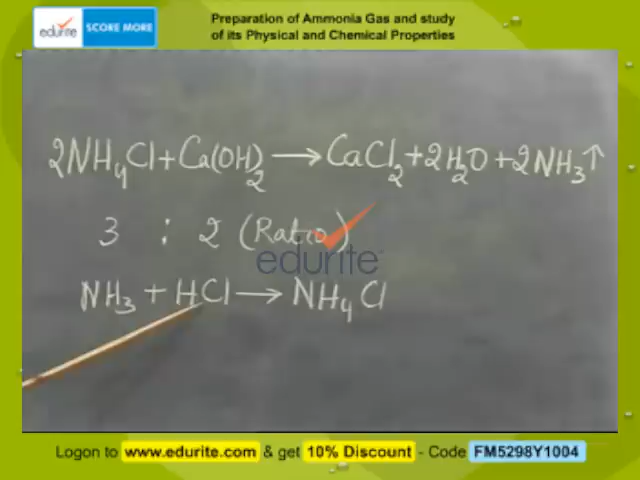 edurite SCORE MORE
Preparation of Ammonia Gas and study
of its Physical and Chemical Properties
2NH₄Cl+Ca(OH)₂⟶CaCl₂+2H₂O+2NH₃↑
3 : 2 (Ratio)
edurite
NH₃ + HCl ⟶ NH₄Cl
Logon to www.edurite.com & get 10% Discount - Code FM5298Y1004